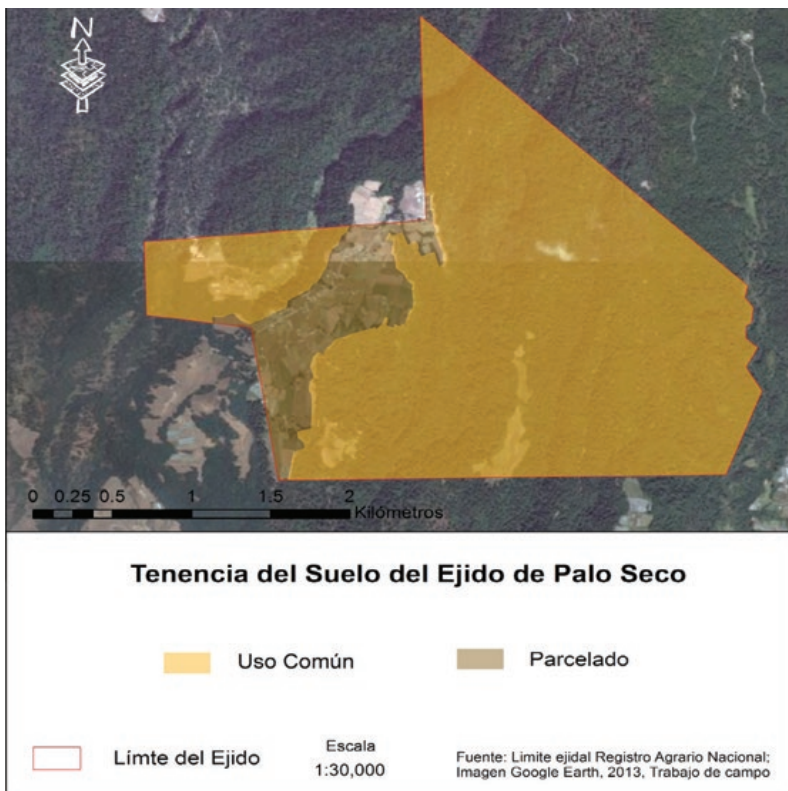 N
0 0.25 0.5 1 1.5 2
Kilómetros
Tenencia del Suelo del Ejido de Palo Seco
Uso Común
Parcelado
Límte del Ejido
Escala
1:30,000
Fuente: Limite ejidal Registro Agrario Nacional;
Imagen Google Earth, 2013, Trabajo de campo